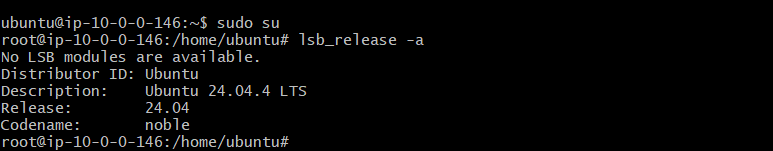 ubuntu@ip-10-0-0-146:~$ sudo su
root@ip-10-0-0-146:/home/ubuntu# lsb_release -a
No LSB modules are available.
Distributor ID: Ubuntu
Description:    Ubuntu 24.04.4 LTS
Release:        24.04
Codename:       noble
root@ip-10-0-0-146:/home/ubuntu#